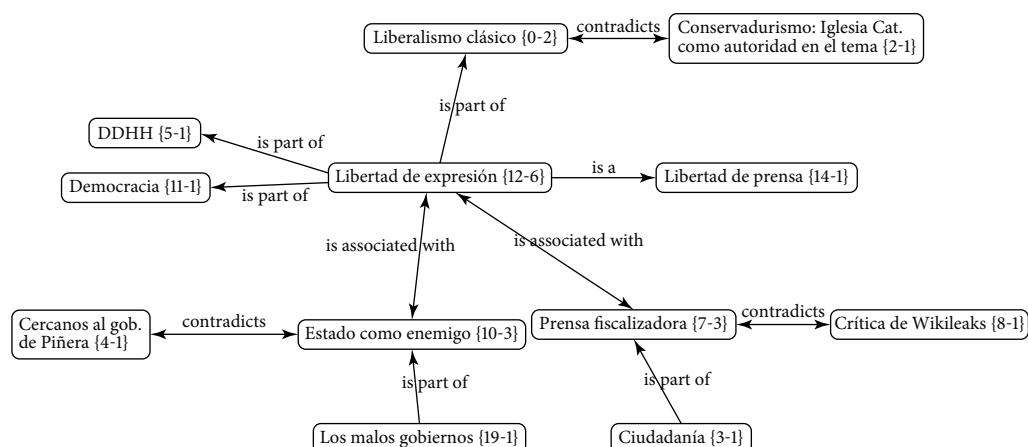 Liberalismo clásico {0-2}
contradicts
Conservadurismo: Iglesia Cat.
como autoridad en el tema {2-1}
is part of
DDHH {5-1}
is part of
Democracia {11-1}
is part of
Libertad de expresión {12-6}
is a
Libertad de prensa {14-1}
is associated with
is associated with
Cercanos al gob.
de Piñera {4-1}
contradicts
Estado como enemigo {10-3}
Prensa fiscalizadora {7-3}
contradicts
Crítica de Wikileaks {8-1}
is part of
is part of
Los malos gobiernos {19-1}
Ciudadanía {3-1}